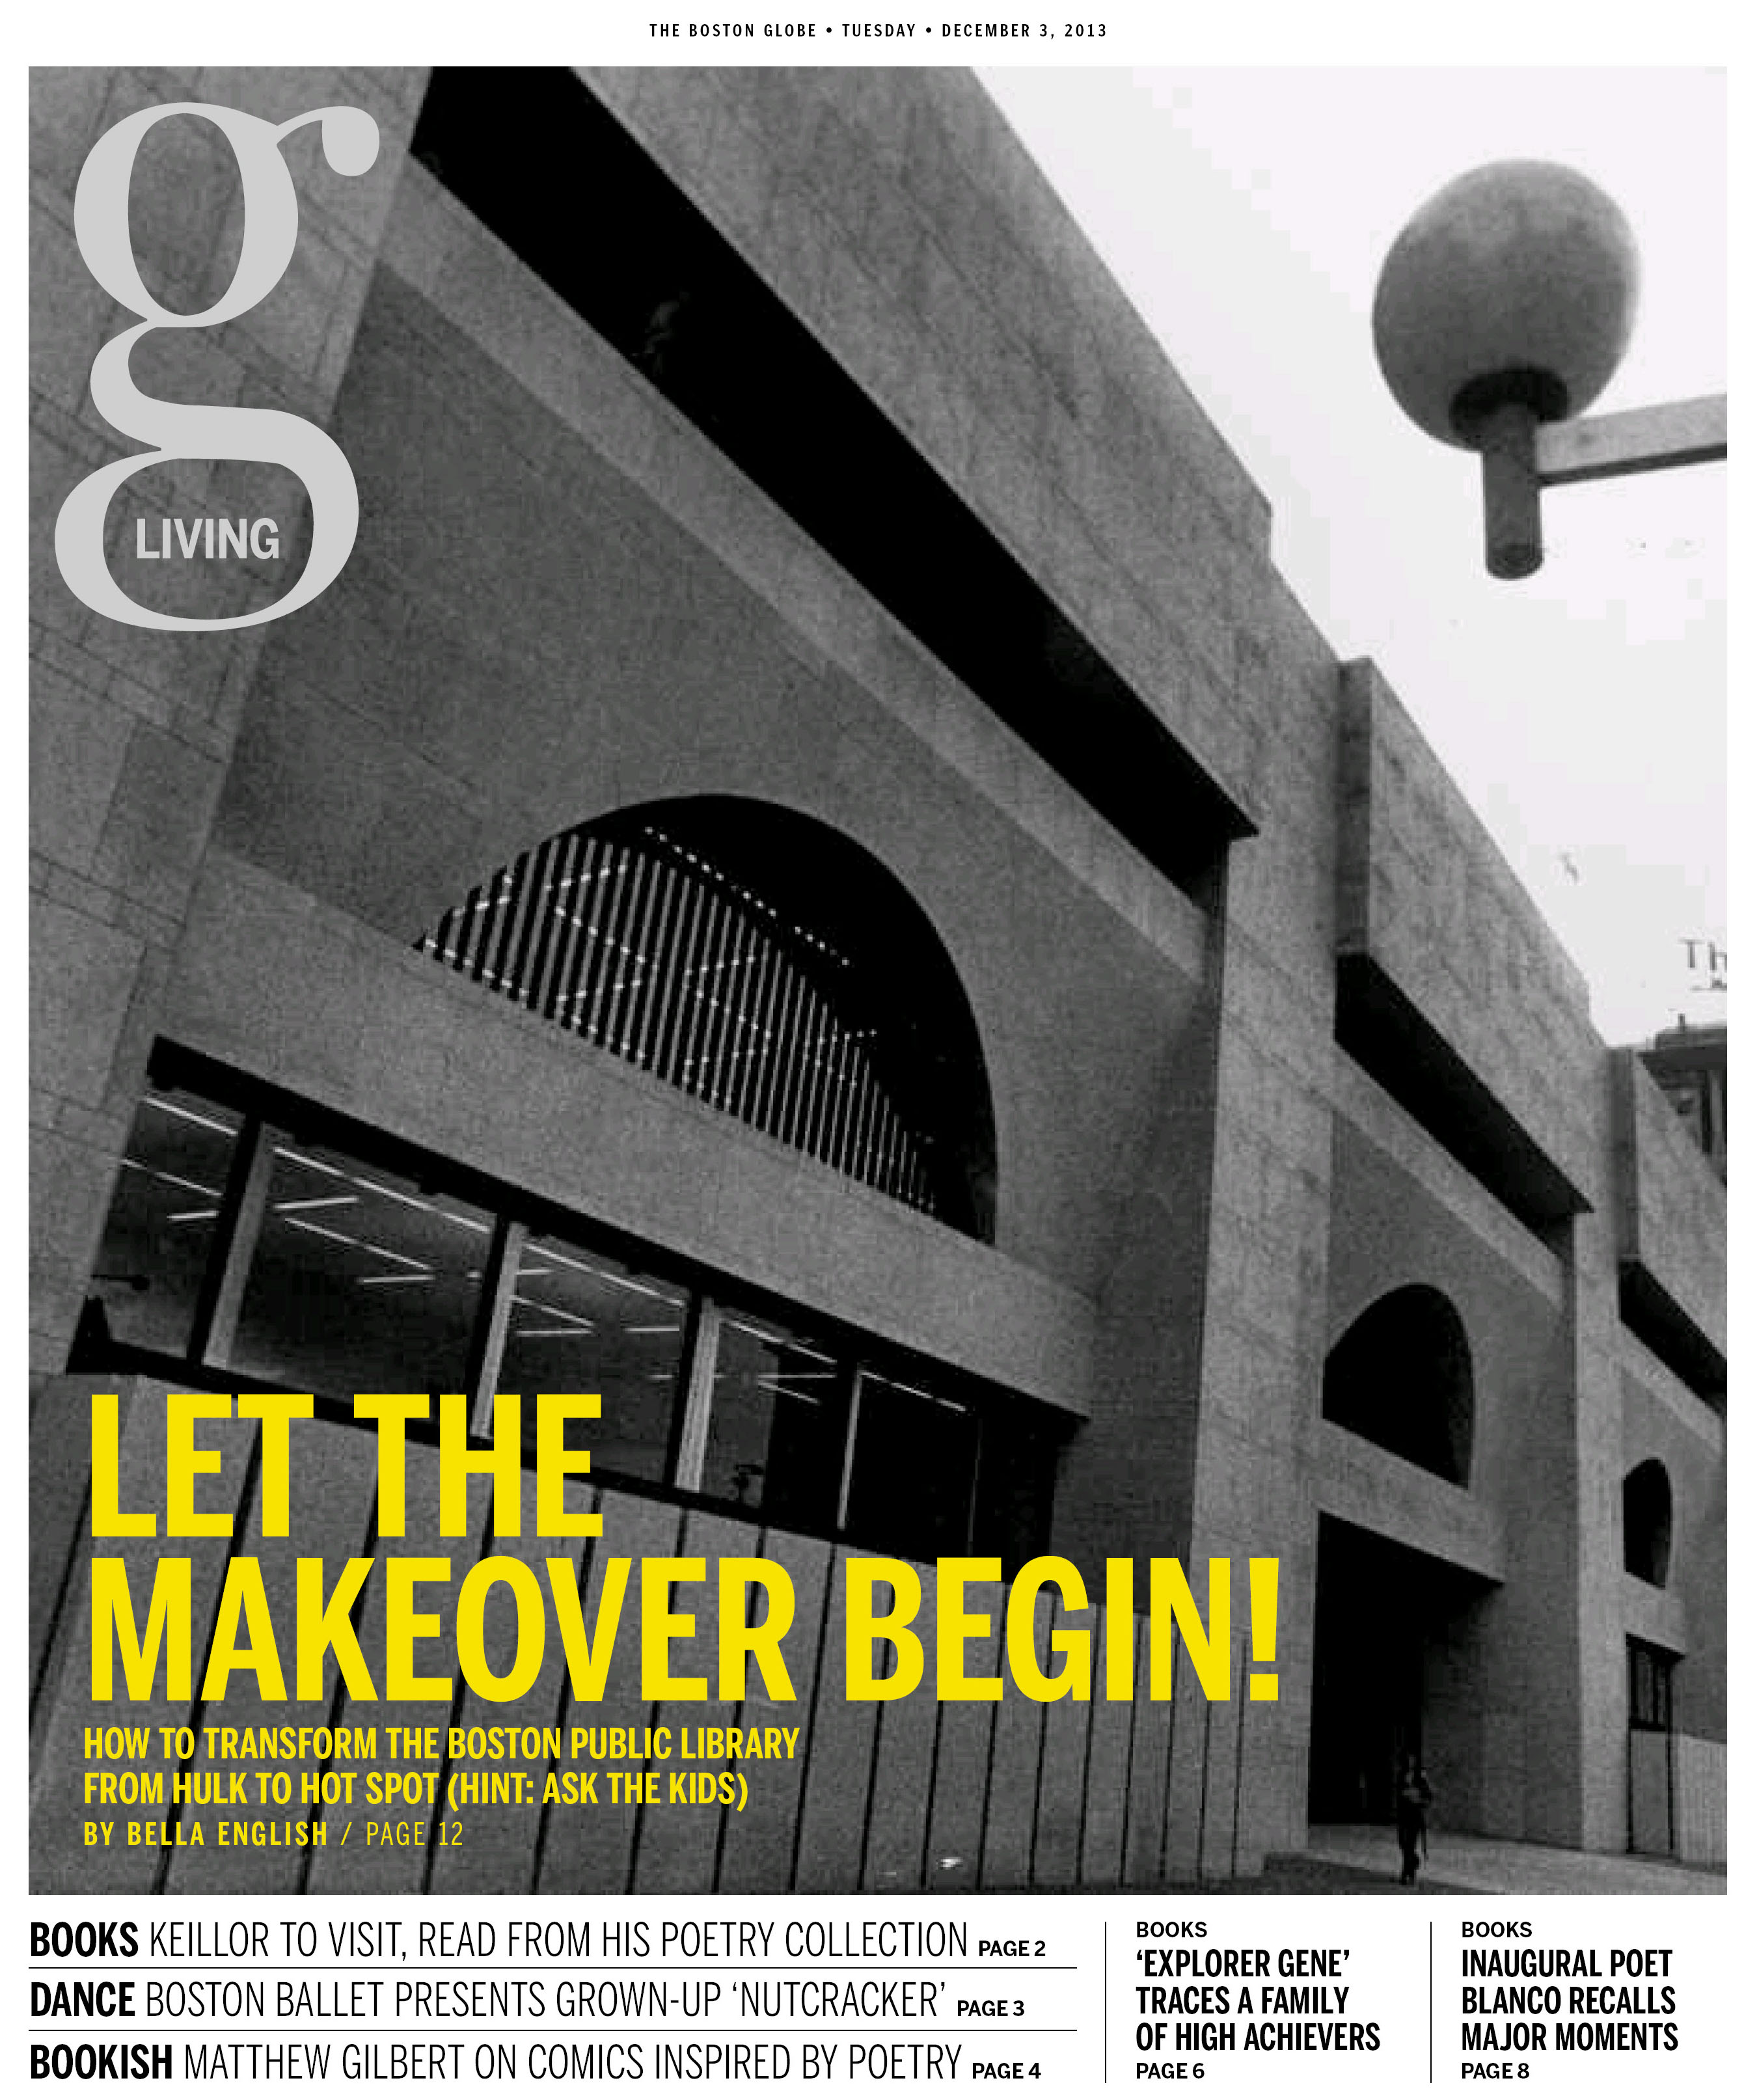 THE BOSTON GLOBE • TUESDAY • DECEMBER 3, 2013
g
LIVING
Th
LET THE
MAKEOVER BEGIN!
HOW TO TRANSFORM THE BOSTON PUBLIC LIBRARY
FROM HULK TO HOT SPOT (HINT: ASK THE KIDS)
BY BELLA ENGLISH / PAGE 12
BOOKS KEILLOR TO VISIT, READ FROM HIS POETRY COLLECTION PAGE 2
DANCE BOSTON BALLET PRESENTS GROWN-UP ‘NUTCRACKER’ PAGE 3
BOOKISH MATTHEW GILBERT ON COMICS INSPIRED BY POETRY PAGE 4
BOOKS
‘EXPLORER GENE’
TRACES A FAMILY
OF HIGH ACHIEVERS
PAGE 6
BOOKS
INAUGURAL POET
BLANCO RECALLS
MAJOR MOMENTS
PAGE 8